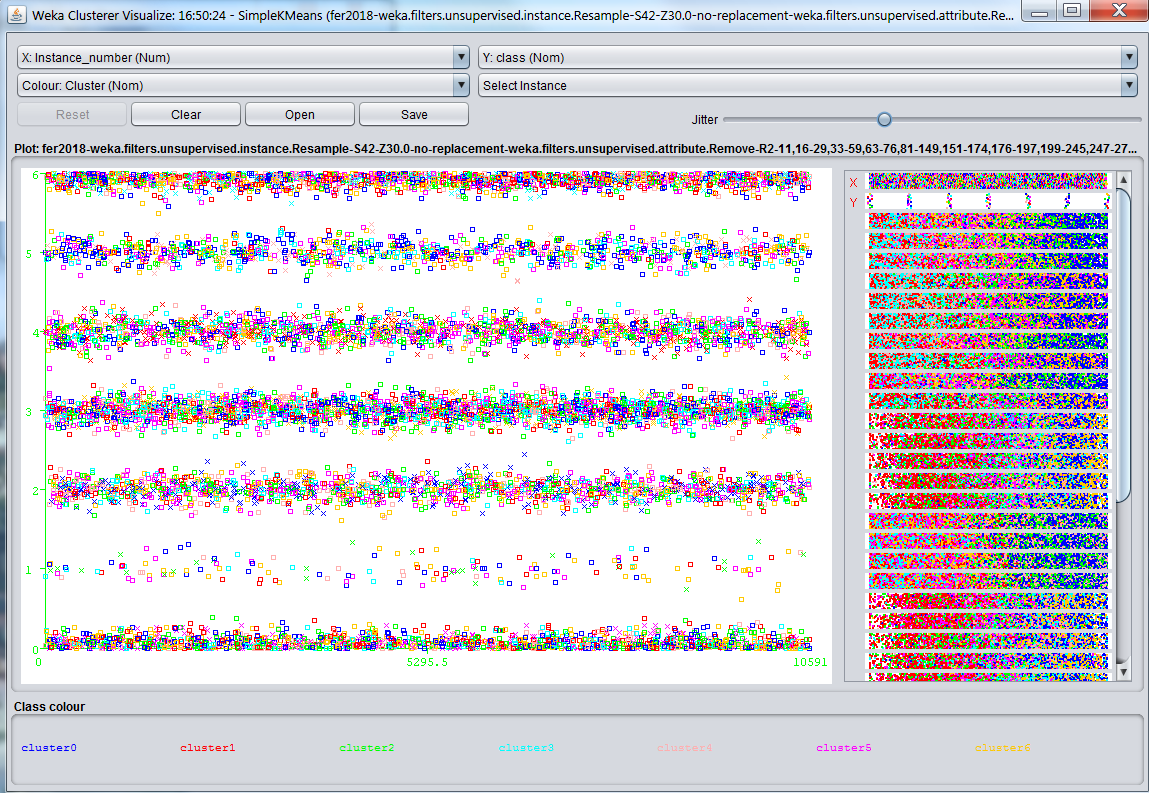 Weka Clusterer Visualize: 16:50:24 - SimpleKMeans (fer2018-weka.filters.unsupervised.instance.Resample-S42-Z30.0-no-replacement-weka.filters.unsupervised.attribute.Re...
X: Instance_number (Num) Y: class (Nom)
Colour: Cluster (Nom) Select Instance
Reset Clear Open Save Jitter
Plot: fer2018-weka.filters.unsupervised.instance.Resample-S42-Z30.0-no-replacement-weka.filters.unsupervised.attribute.Remove-R2-11,16-29,33-59,63-76,81-149,151-174,176-197,199-245,247-27...
6
5
4
3
2
1
0
0 5295.5 10591
X
Y
Class colour
cluster0 cluster1 cluster2 cluster3 cluster4 cluster5 cluster6